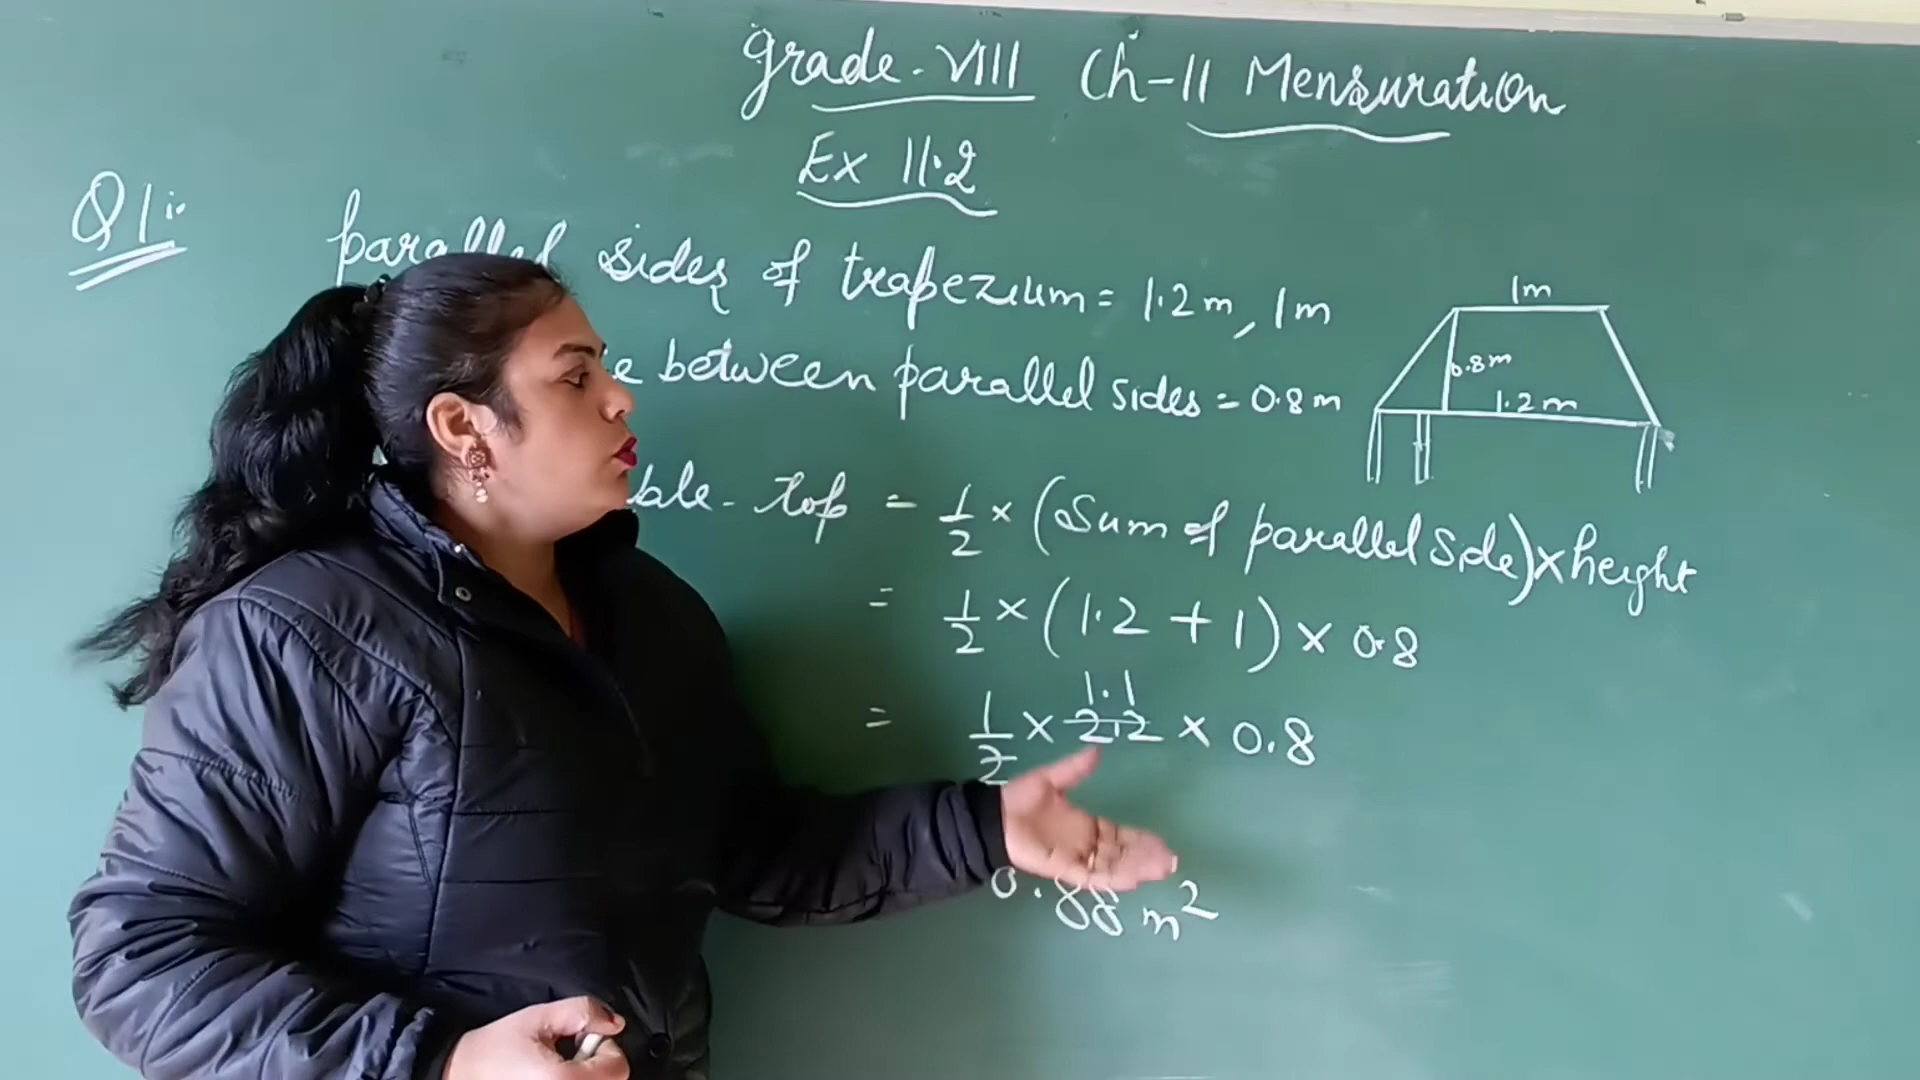 Grade-VIII Ch-11 Mensuration
Ex 11.2
Q1:
parallel sides of trapezium = 1.2m, 1m
between parallel sides = 0.8m
1m
0.8m
1.2m
top = 1/2 × (Sum of parallel Side) × height
= 1/2 × (1.2 + 1) × 0.8
1.1
= 1/2 × 2.2 × 0.8
0.88 m²